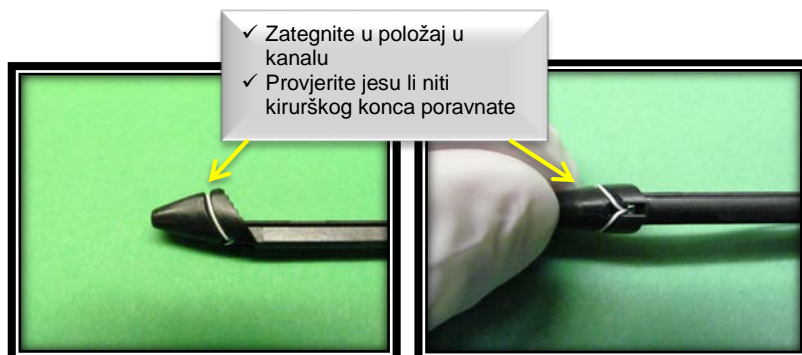 ✓ Zategnite u položaj u
kanalu
✓ Provjerite jesu li niti
kirurškog konca poravnate